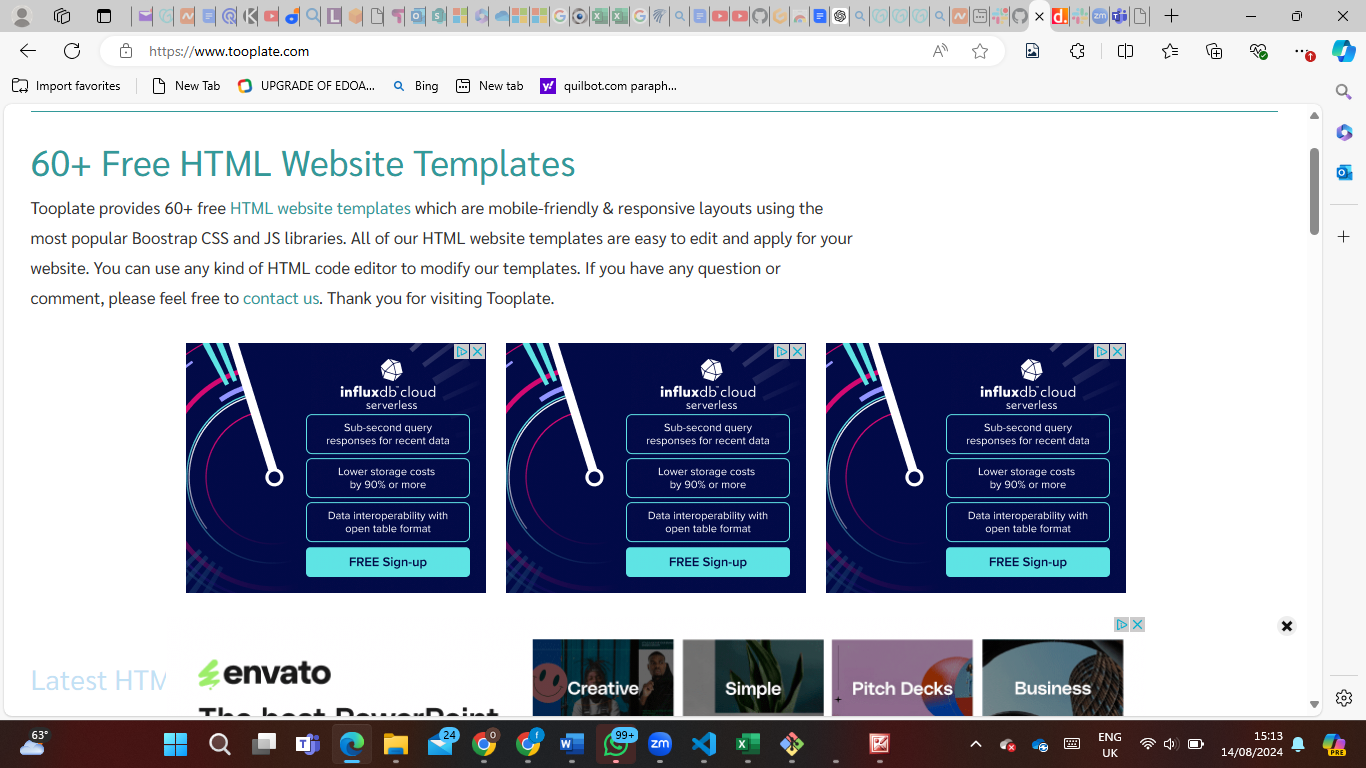 https://www.tooplate.com
Import favorites
New Tab
UPGRADE OF EDOA...
Bing
New tab
quilbot.com paraph...
60+ Free HTML Website Templates
Tooplate provides 60+ free HTML website templates which are mobile-friendly & responsive layouts using the
most popular Boostrap CSS and JS libraries. All of our HTML website templates are easy to edit and apply for your
website. You can use any kind of HTML code editor to modify our templates. If you have any question or
comment, please feel free to contact us. Thank you for visiting Tooplate.
influxdb™ cloud
serverless
Sub-second query
responses for recent data
Lower storage costs
by 90% or more
Data interoperability with
open table format
FREE Sign-up
influxdb™ cloud
serverless
Sub-second query
responses for recent data
Lower storage costs
by 90% or more
Data interoperability with
open table format
FREE Sign-up
influxdb™ cloud
serverless
Sub-second query
responses for recent data
Lower storage costs
by 90% or more
Data interoperability with
open table format
FREE Sign-up
Latest HTM
envato
The best PowerPoint
Creative
Simple
Pitch Decks
Business
63°
24
0
f
99+
zm
ENG
UK
15:13
14/08/2024
PRE